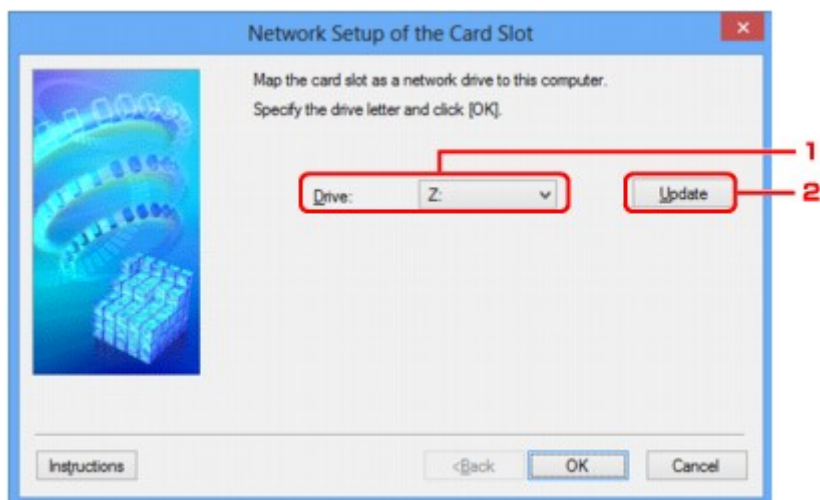 Network Setup of the Card Slot
Map the card slot as a network drive to this computer.
Specify the drive letter and click [OK].
1
Drive: Z: Update 2
Instructions <Back OK Cancel